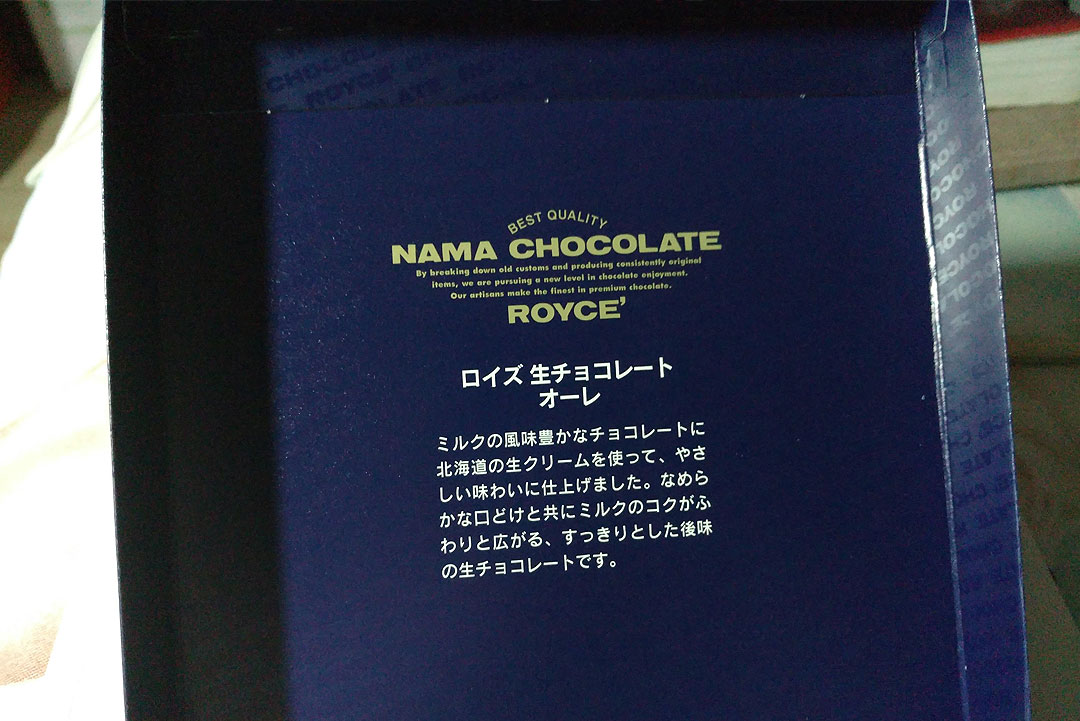 BEST QUALITY
NAMA CHOCOLATE
By breaking down old customs and producing consistently original
items, we are pursuing a new level in chocolate enjoyment.
Our artisans make the finest in premium chocolate.
ROYCE'
ロイズ 生チョコレート
オーレ
ミルクの風味豊かなチョコレートに
北海道の生クリームを使って、やさ
しい味わいに仕上げました。なめら
かな口どけと共にミルクのコクがふ
わりと広がる、すっきりとした後味
の生チョコレートです。